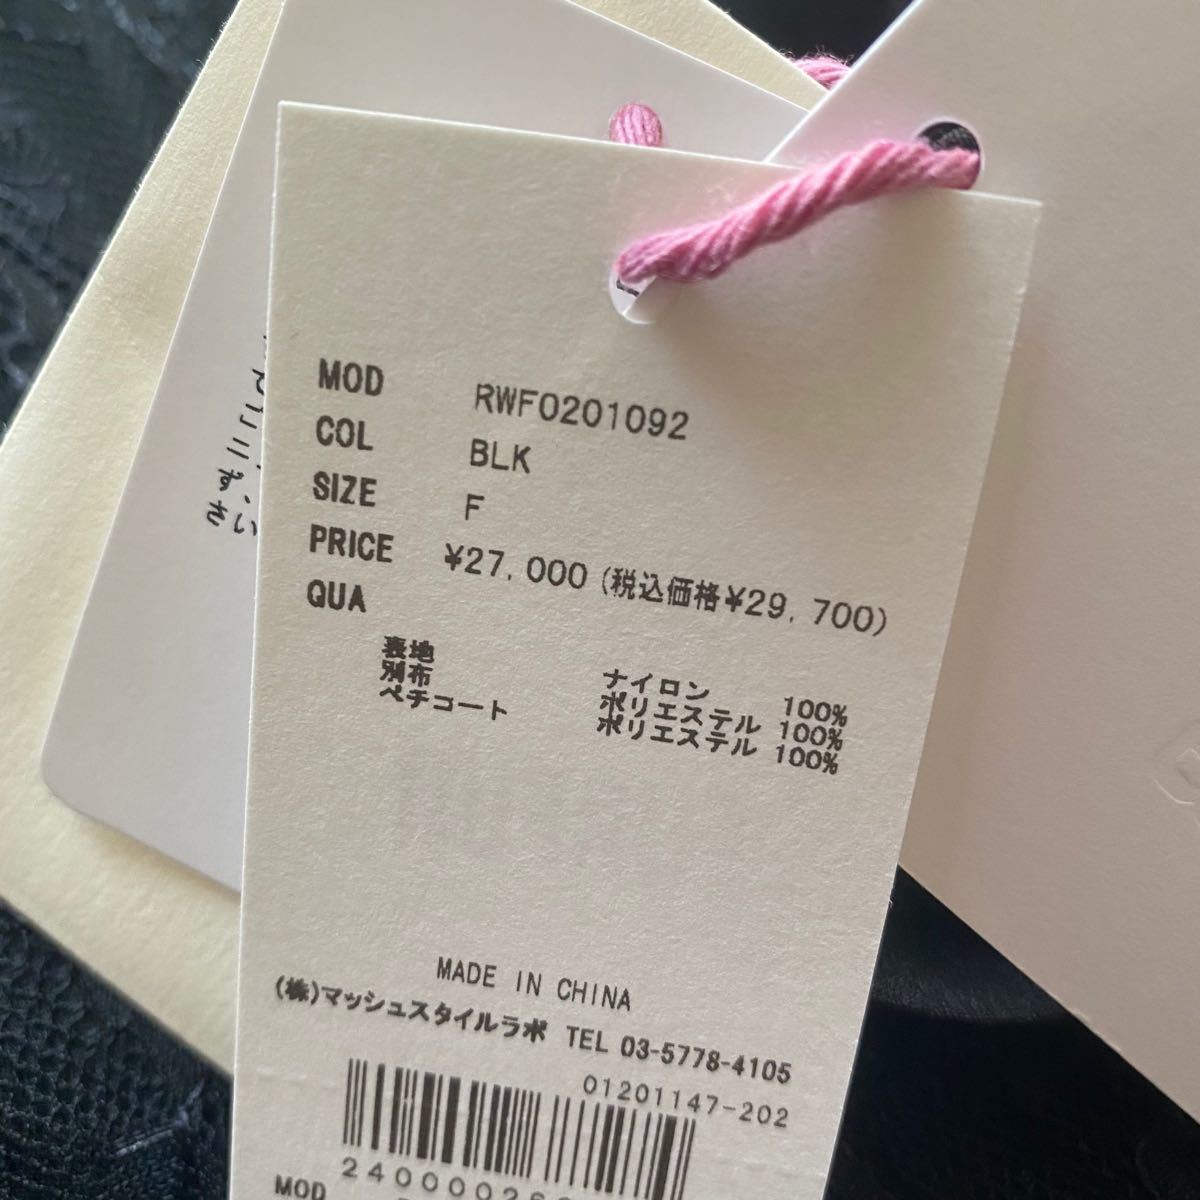 MOD RWF0201092
COL BLK
SIZE F
PRICE ¥27,000 (税込価格¥29,700)
QUA
表地 ナイロン 100%
別布 ポリエステル 100%
ペチコート ポリエステル 100%
MADE IN CHINA
(株)マッシュスタイルラボ TEL 03-5778-4105
01201147-202
MOD
す、
さい